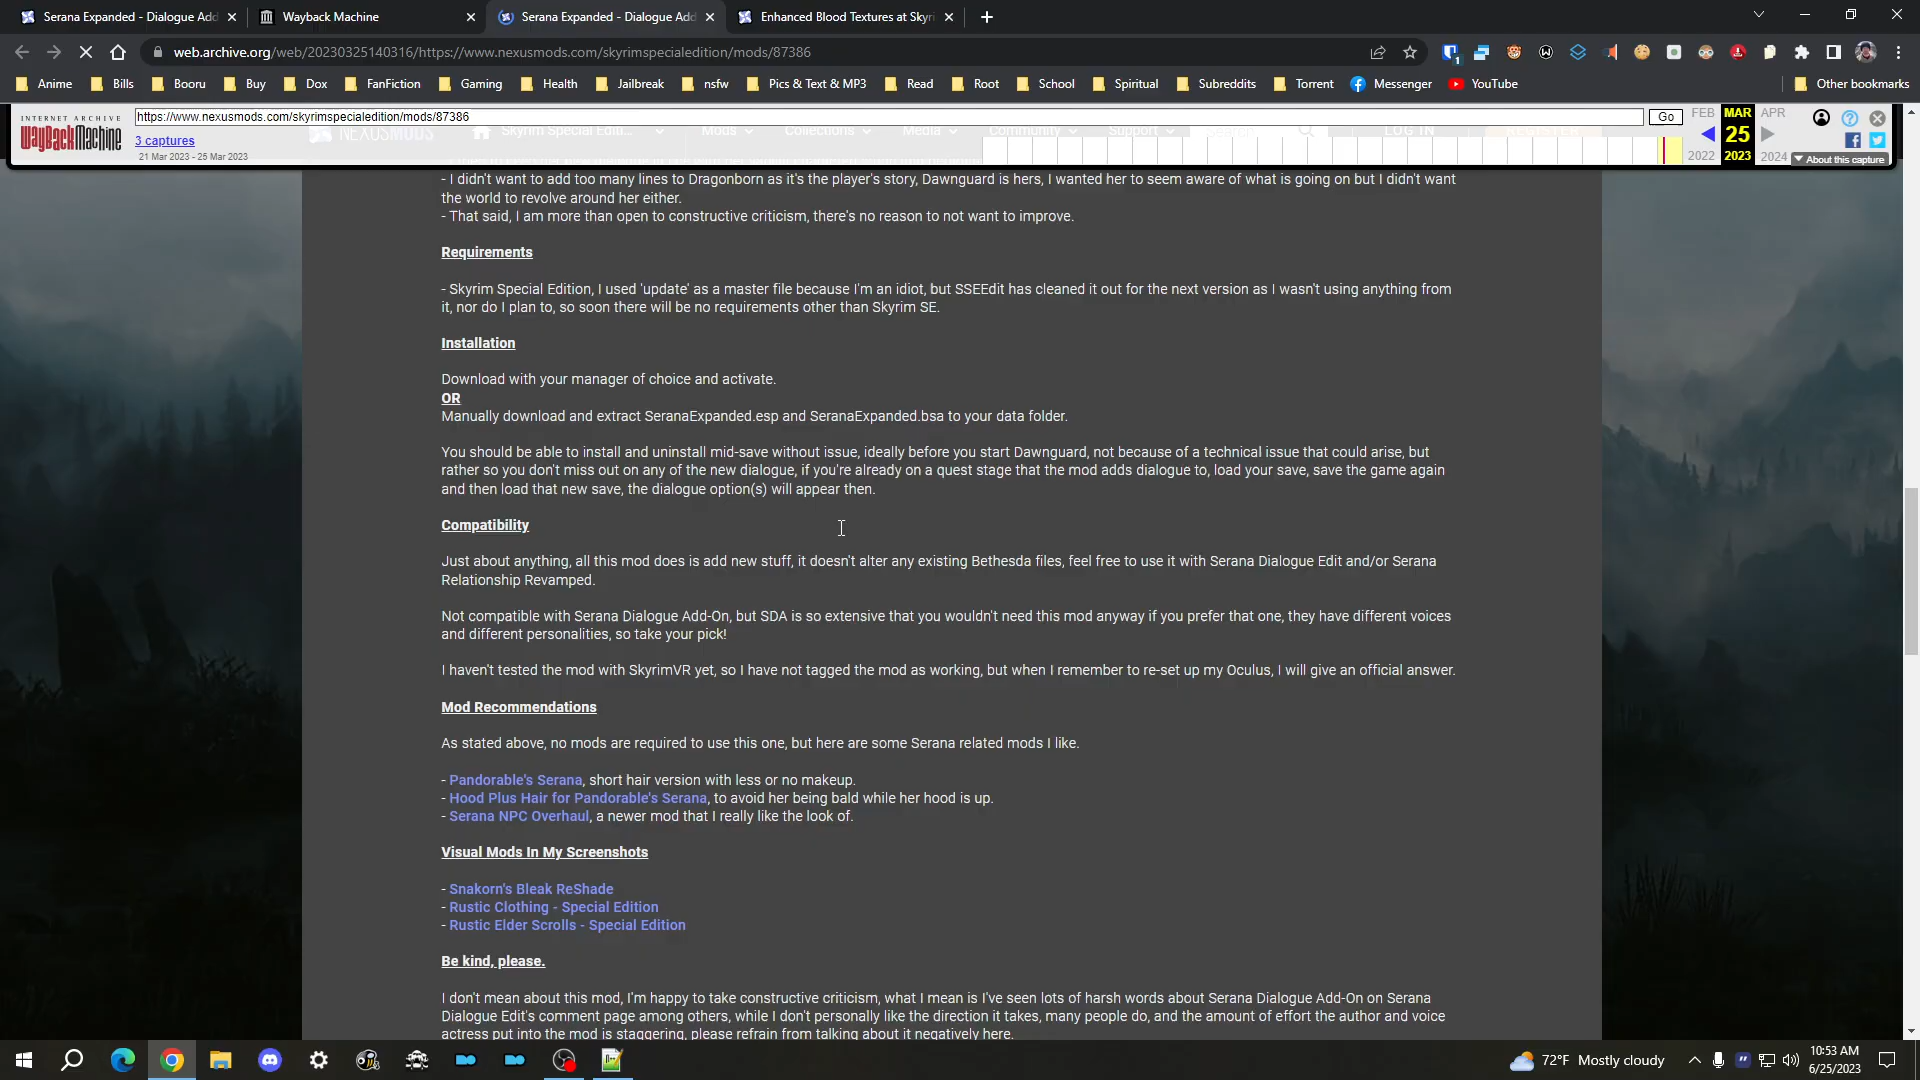 Serana Expanded - Dialogue Add
Wayback Machine
Serana Expanded - Dialogue Add
Enhanced Blood Textures at Skyri
web.archive.org/web/20230325140316/https://www.nexusmods.com/skyrimspecialedition/mods/87386
Anime Bills Booru Buy Dox FanFiction Gaming Health Jailbreak nsfw Pics & Text & MP3 Read Root School Spiritual Subreddits Torrent Messenger YouTube Other bookmarks
INTERNET ARCHIVE
WayBackMachine
https://www.nexusmods.com/skyrimspecialedition/mods/87386
Go
FEB MAR APR
3 captures
25
21 Mar 2023 - 25 Mar 2023
2022 2023 2024
About this capture
NEXUSMODS Skyrim Special Editi... Mods Collections Media Community Support Search LOG IN REGISTER
- I didn't want to add too many lines to Dragonborn as it's the player's story, Dawnguard is hers, I wanted her to seem aware of what is going on but I didn't want
the world to revolve around her either.
- That said, I am more than open to constructive criticism, there's no reason to not want to improve.
Requirements
- Skyrim Special Edition, I used 'update' as a master file because I'm an idiot, but SSEEdit has cleaned it out for the next version as I wasn't using anything from
it, nor do I plan to, so soon there will be no requirements other than Skyrim SE.
Installation
Download with your manager of choice and activate.
OR
Manually download and extract SeranaExpanded.esp and SeranaExpanded.bsa to your data folder.
You should be able to install and uninstall mid-save without issue, ideally before you start Dawnguard, not because of a technical issue that could arise, but
rather so you don't miss out on any of the new dialogue, if you're already on a quest stage that the mod adds dialogue to, load your save, save the game again
and then load that new save, the dialogue option(s) will appear then.
Compatibility
Just about anything, all this mod does is add new stuff, it doesn't alter any existing Bethesda files, feel free to use it with Serana Dialogue Edit and/or Serana
Relationship Revamped.
Not compatible with Serana Dialogue Add-On, but SDA is so extensive that you wouldn't need this mod anyway if you prefer that one, they have different voices
and different personalities, so take your pick!
I haven't tested the mod with SkyrimVR yet, so I have not tagged the mod as working, but when I remember to re-set up my Oculus, I will give an official answer.
Mod Recommendations
As stated above, no mods are required to use this one, but here are some Serana related mods I like.
- Pandorable's Serana, short hair version with less or no makeup.
- Hood Plus Hair for Pandorable's Serana, to avoid her being bald while her hood is up.
- Serana NPC Overhaul, a newer mod that I really like the look of.
Visual Mods In My Screenshots
- Snakorn's Bleak ReShade
- Rustic Clothing - Special Edition
- Rustic Elder Scrolls - Special Edition
Be kind, please.
I don't mean about this mod, I'm happy to take constructive criticism, what I mean is I've seen lots of harsh words about Serana Dialogue Add-On on Serana
Dialogue Edit's comment page among others, while I don't personally like the direction it takes, many people do, and the amount of effort the author and voice
actress put into the mod is staggering, please refrain from talking about it negatively here.
72°F Mostly cloudy
10:53 AM
6/25/2023